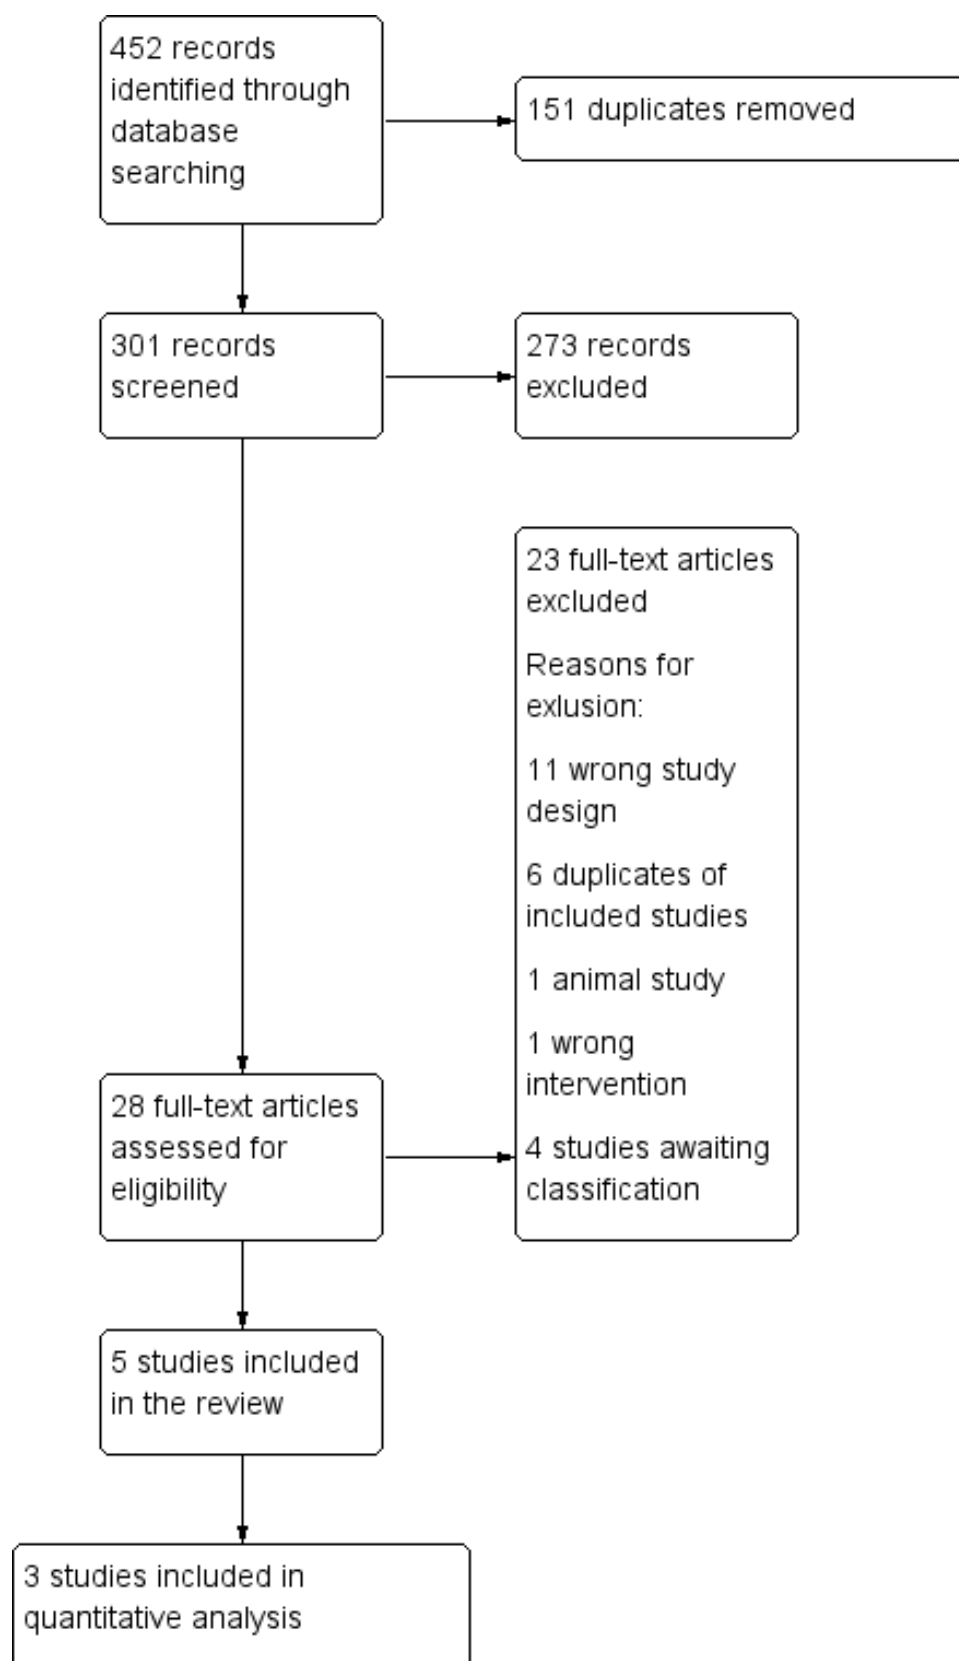 452 records
identified through
database
searching
151 duplicates removed
301 records
screened
273 records
excluded
23 full-text articles
excluded
Reasons for
exlusion:
11 wrong study
design
6 duplicates of
included studies
1 animal study
1 wrong
intervention
4 studies awaiting
classification
28 full-text articles
assessed for
eligibility
5 studies included
in the review
3 studies included in
quantitative analysis